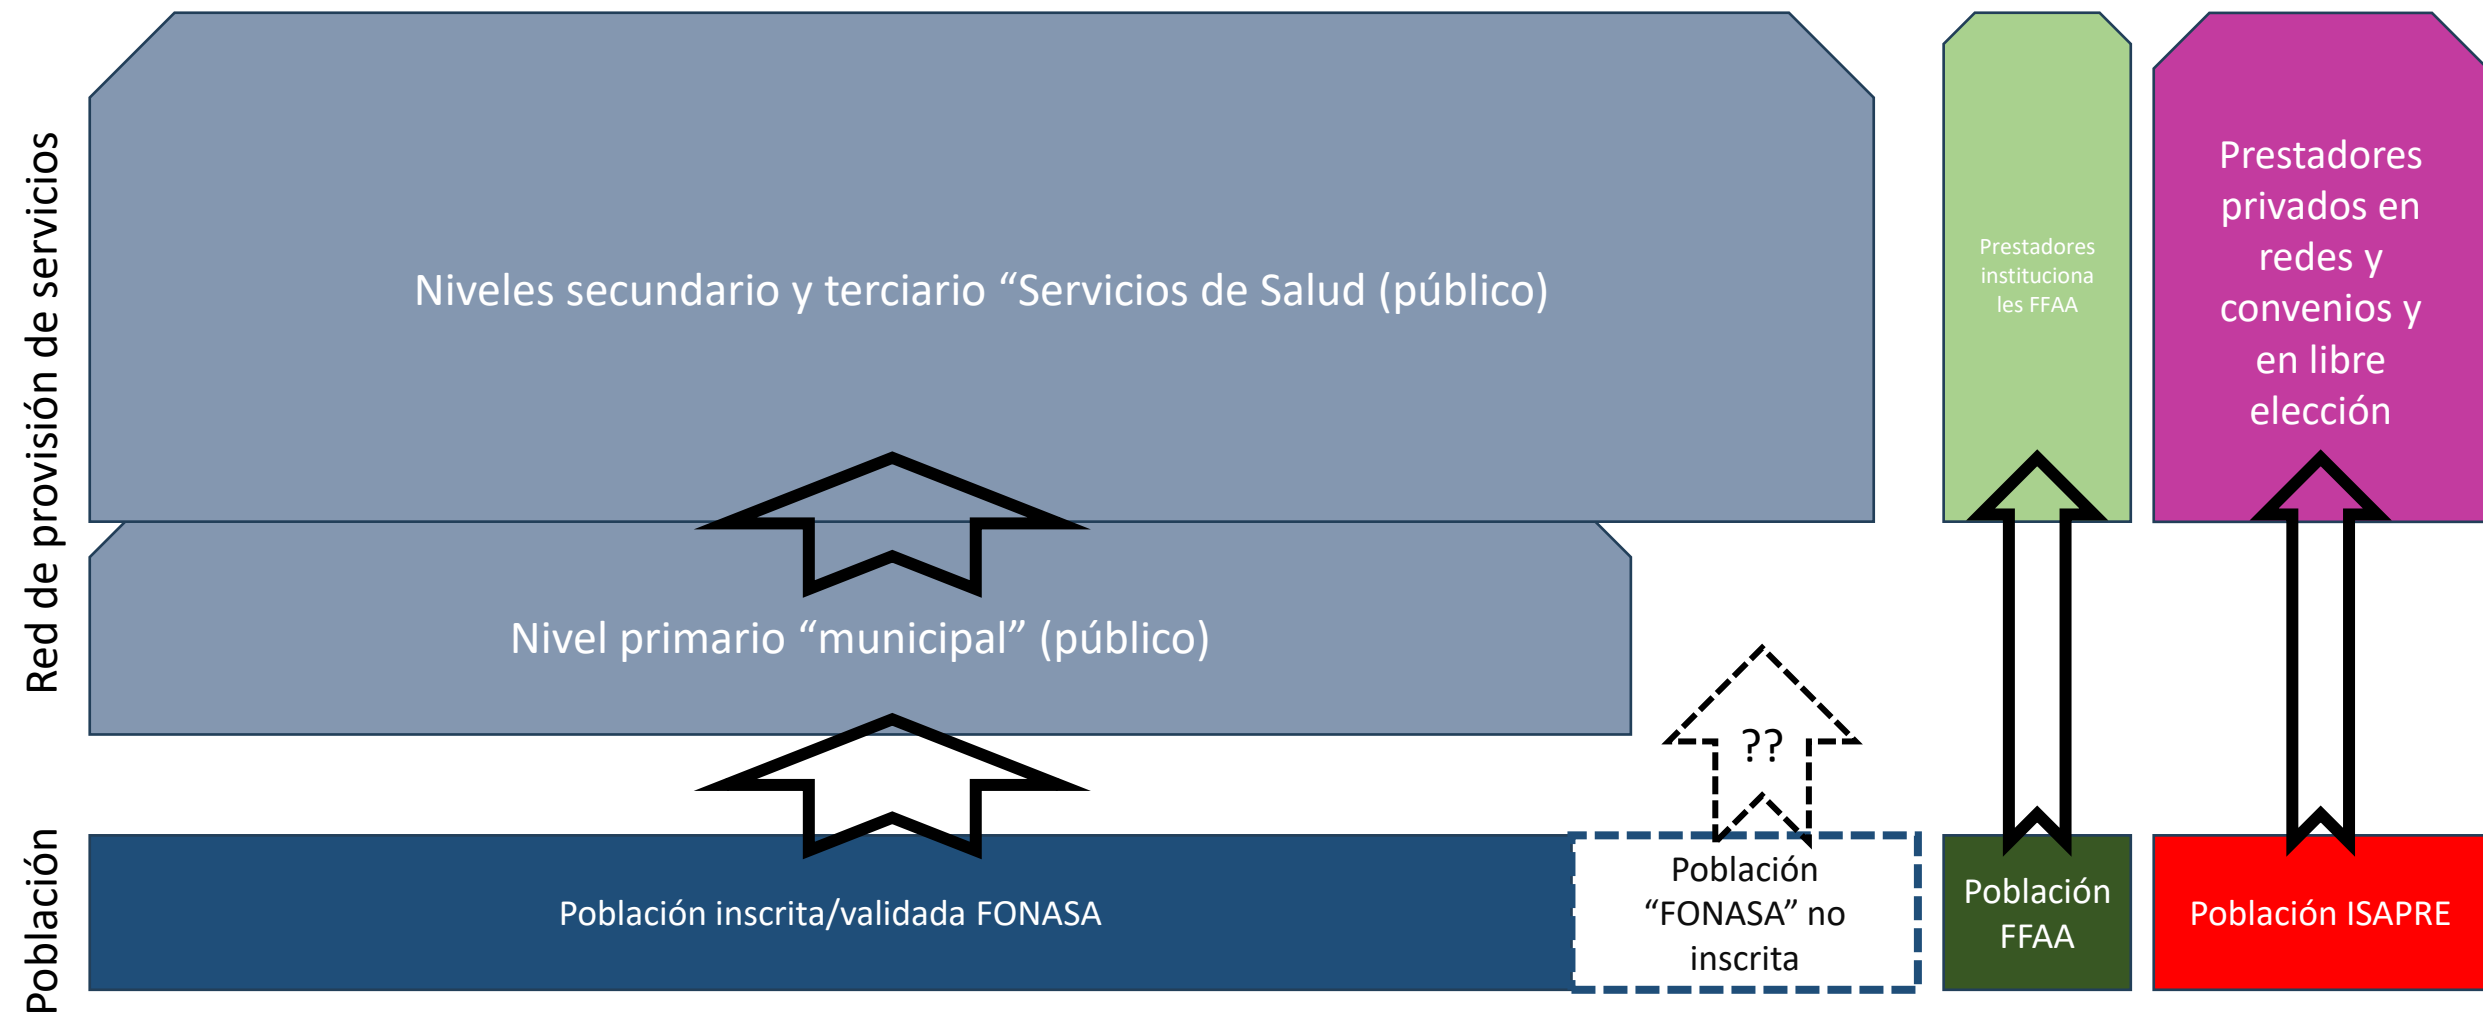 Red de provisión de servicios
Niveles secundario y terciario “Servicios de Salud (público)
Prestadores
instituciona
les FFAA
Prestadores
privados en
redes y
convenios y
en libre
elección
Nivel primario “municipal” (público)
??
Población
Población inscrita/validada FONASA
Población
“FONASA” no
inscrita
Población
FFAA
Población ISAPRE